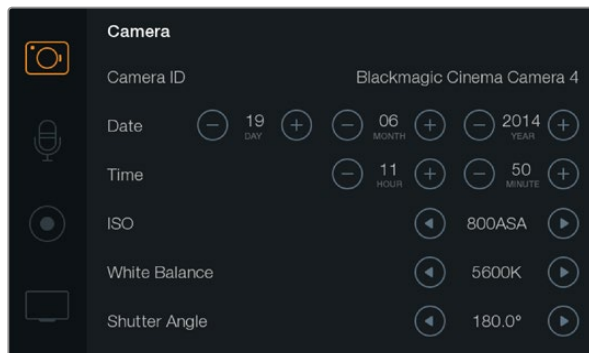 Camera
Camera ID Blackmagic Cinema Camera 4
Date 19 DAY 06 MONTH 2014 YEAR
Time 11 HOUR 50 MINUTE
ISO 800ASA
White Balance 5600K
Shutter Angle 180.0°